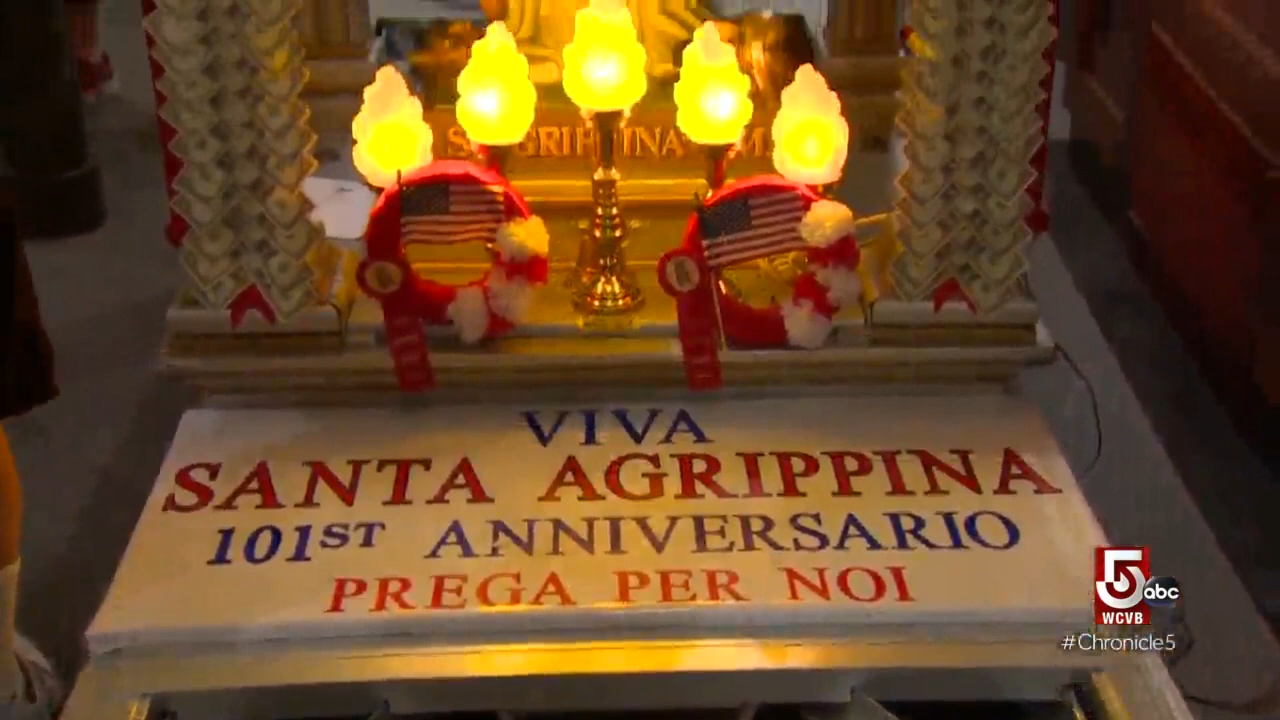 VIVA
SANTA AGRIPPINA
101ST ANNIVERSARIO
PREGA PER NOI
5 abc
WCVB
#Chronicle5